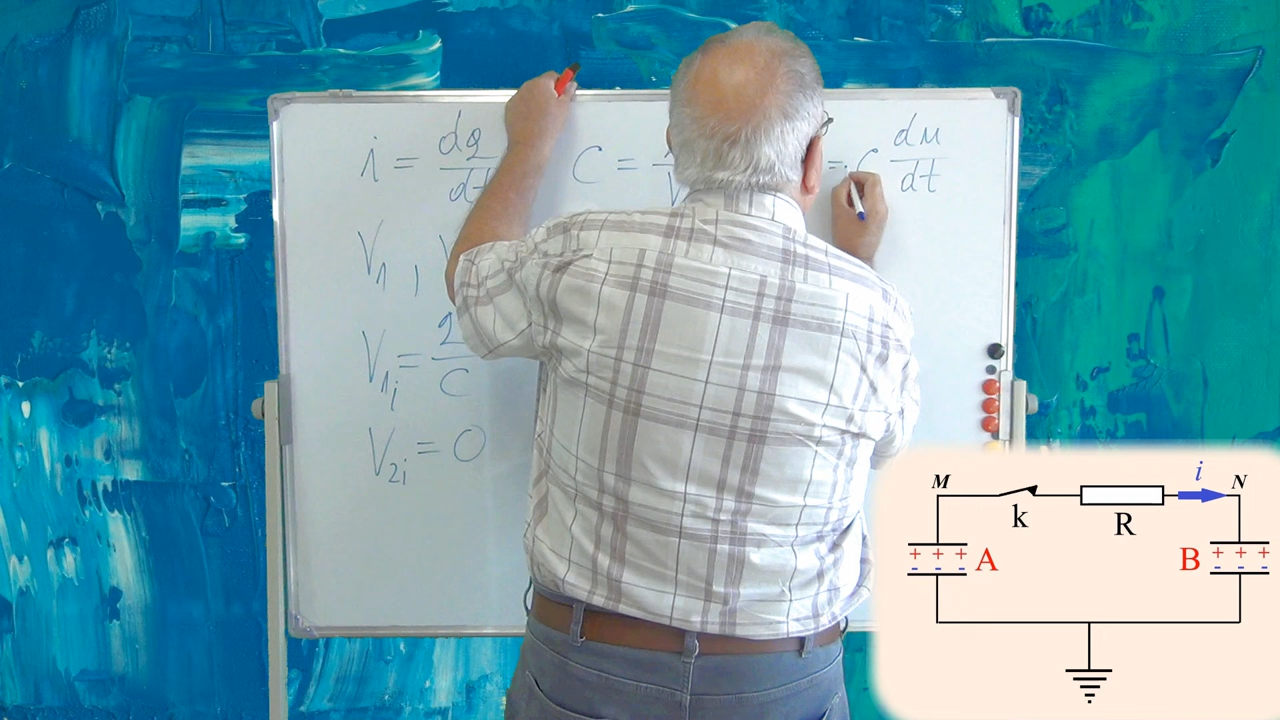 i = dq/dt C = = C du/dt
V1 ,
V1i = q/C
V2i = 0
M k R i N
+ + + A B + + +
- - - - - -